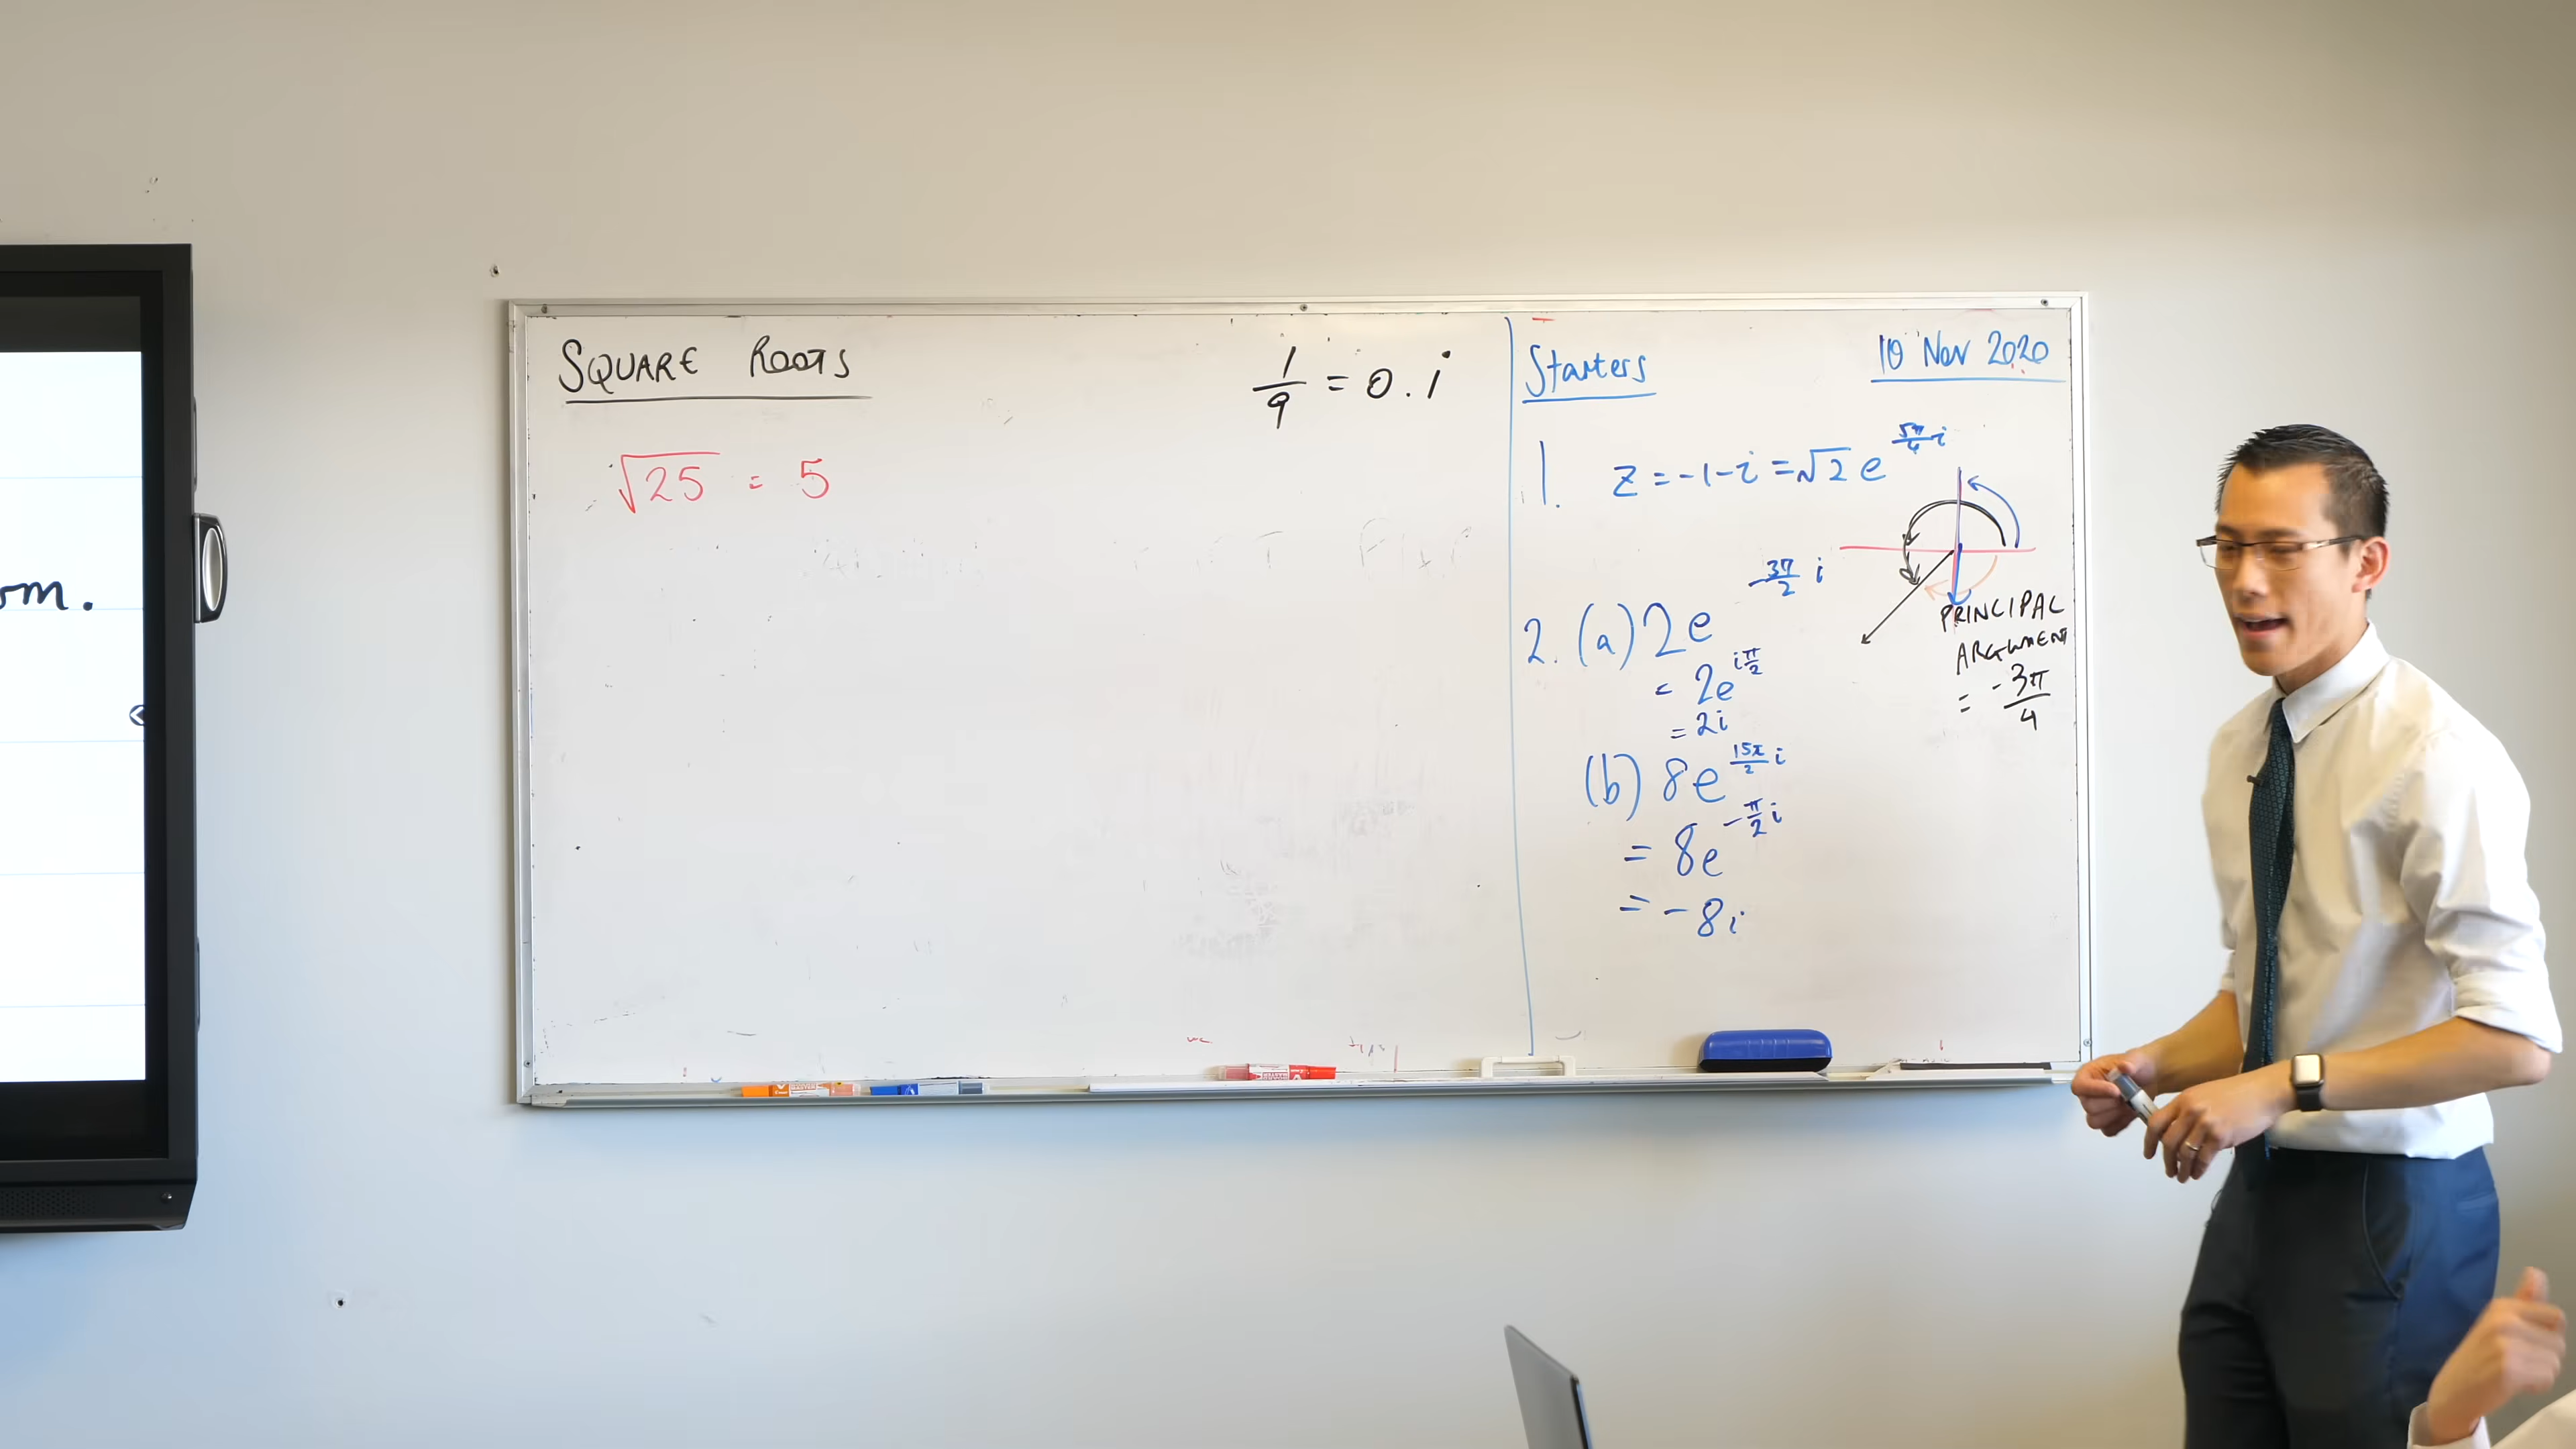 om.
SQUARE ROOTS
√25 = 5
1/9 = 0.i
Starters
10 Nov 2020
1. z = -1-i = √2 e^(5π/4 i)
2. (a) 2e^(-3π/2 i)
= 2e^(iπ/2)
= 2i
(b) 8e^(15π/2 i)
= 8e^(-π/2 i)
= -8i
PRINCIPAL
ARGUMENT
= -3π/4